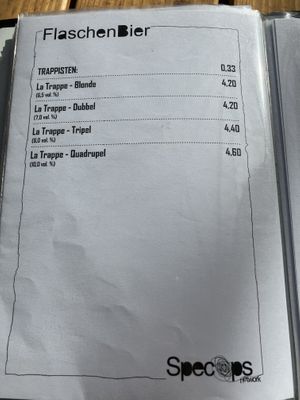 FlaschenBier
TRAPPISTEN: 0,33
La Trappe - Blonde 4,20
(6,5 vol. %)
La Trappe - Dubbel 4,20
(7,0 vol. %)
La Trappe - Tripel 4,40
(8,0 vol. %)
La Trappe - Quadrupel 4,60
(10,0 vol. %)
Specops
network